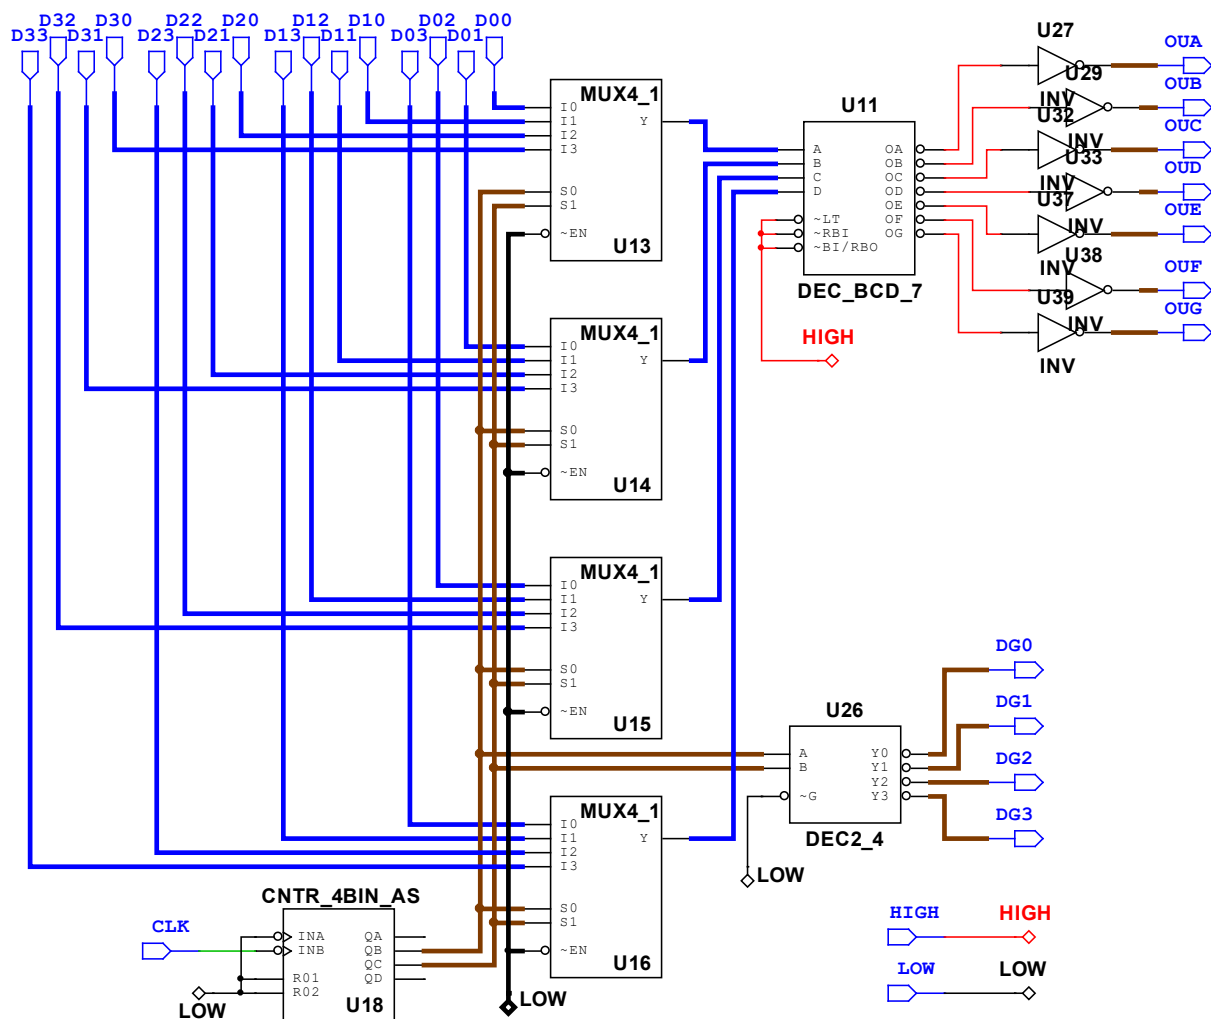 D32 D30 D22 D20 D12 D10 D02 D00
D33 D31 D23 D21 D13 D11 D03 D01
U27
OUA
MUX4_1
U29
I0
Y
I1
I2
I3
S0
S1
~EN
U13
U11
A OA
B OB
C OC
D OD
OE
~LT OF
~RBI OG
~BI/RBO
DEC_BCD_7
HIGH
INV
OUB
U32
OUC
INV
U33
OUD
INV
U37
OUE
INV
U38
OUF
INV
U39
OUG
INV
INV
MUX4_1
I0
I1 Y
I2
I3
S0
S1
~EN
U14
MUX4_1
I0
I1 Y
I2
I3
S0
S1
~EN
U15
U26
A Y0
B Y1
Y2
~G Y3
DEC2_4
LOW
DG0
DG1
DG2
DG3
MUX4_1
I0
I1 Y
I2
I3
S0
S1
~EN
U16
LOW
CNTR_4BIN_AS
CLK
INA QA
INB QB
QC
R01 QD
R02
U18
LOW
HIGH HIGH
LOW LOW